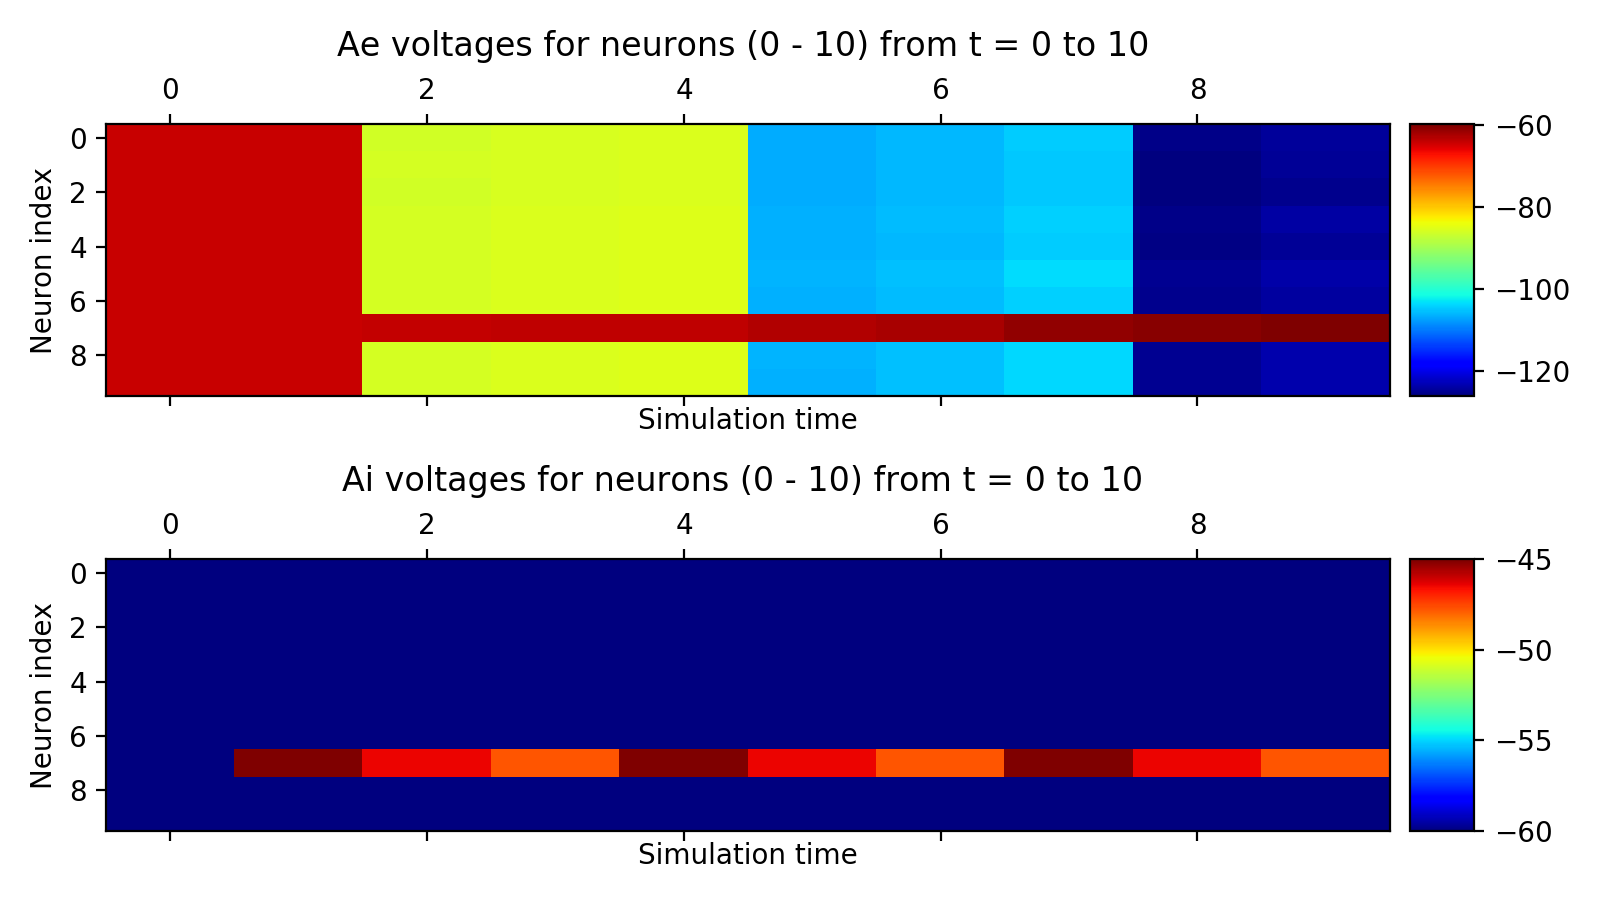 Ae voltages for neurons (0 - 10) from t = 0 to 10
0 2 4 6 8
Neuron index
0
2
4
6
8
−60
−80
−100
−120
Simulation time
Ai voltages for neurons (0 - 10) from t = 0 to 10
0 2 4 6 8
Neuron index
0
2
4
6
8
−45
−50
−55
−60
Simulation time